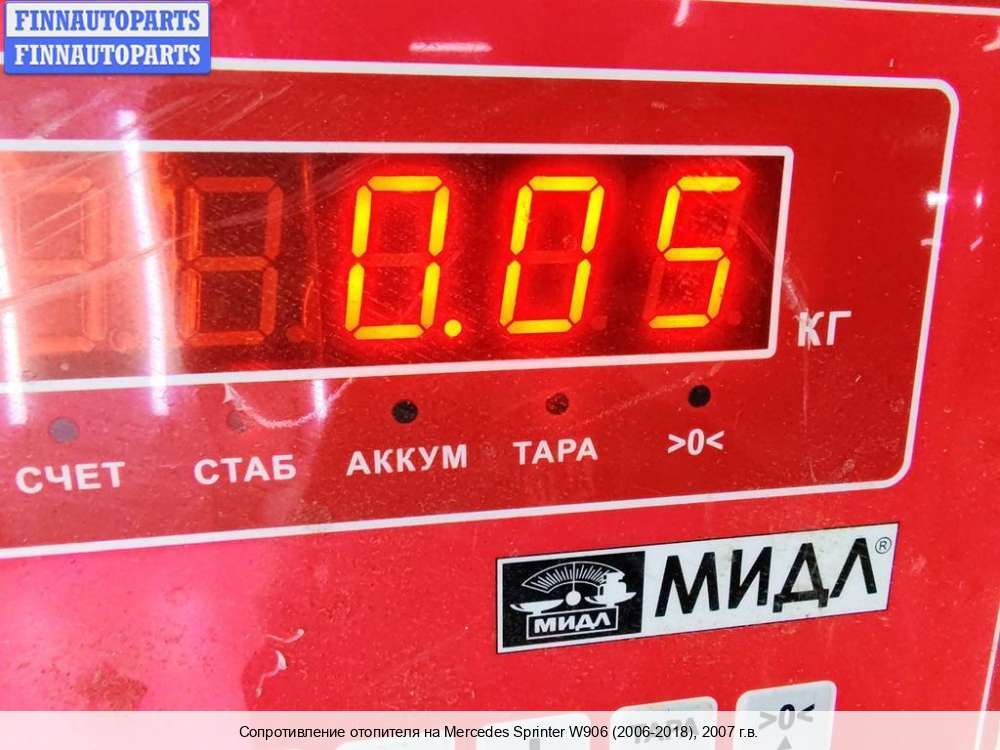 FINNAUTOPARTS
FINNAUTOPARTS
0.05
КГ
СЧЕТ СТАБ АККУМ ТАРА >0<
МИДЛ МИДЛ®
ТАРА >0<
Сопротивление отопителя на Mercedes Sprinter W906 (2006-2018), 2007 г.в.